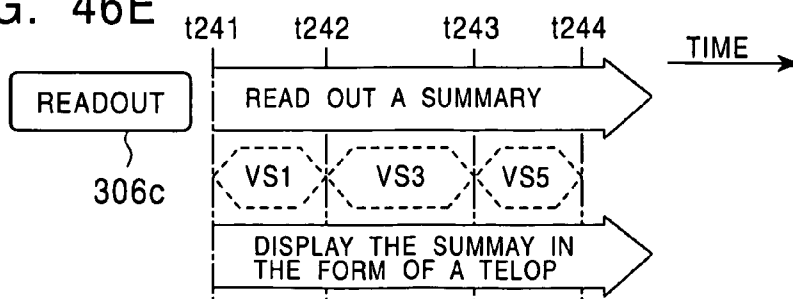 G. 46E
t241 t242 t243 t244
TIME
READOUT
READ OUT A SUMMARY
306c
VS1 VS3 VS5
DISPLAY THE SUMMAY IN
THE FORM OF A TELOP